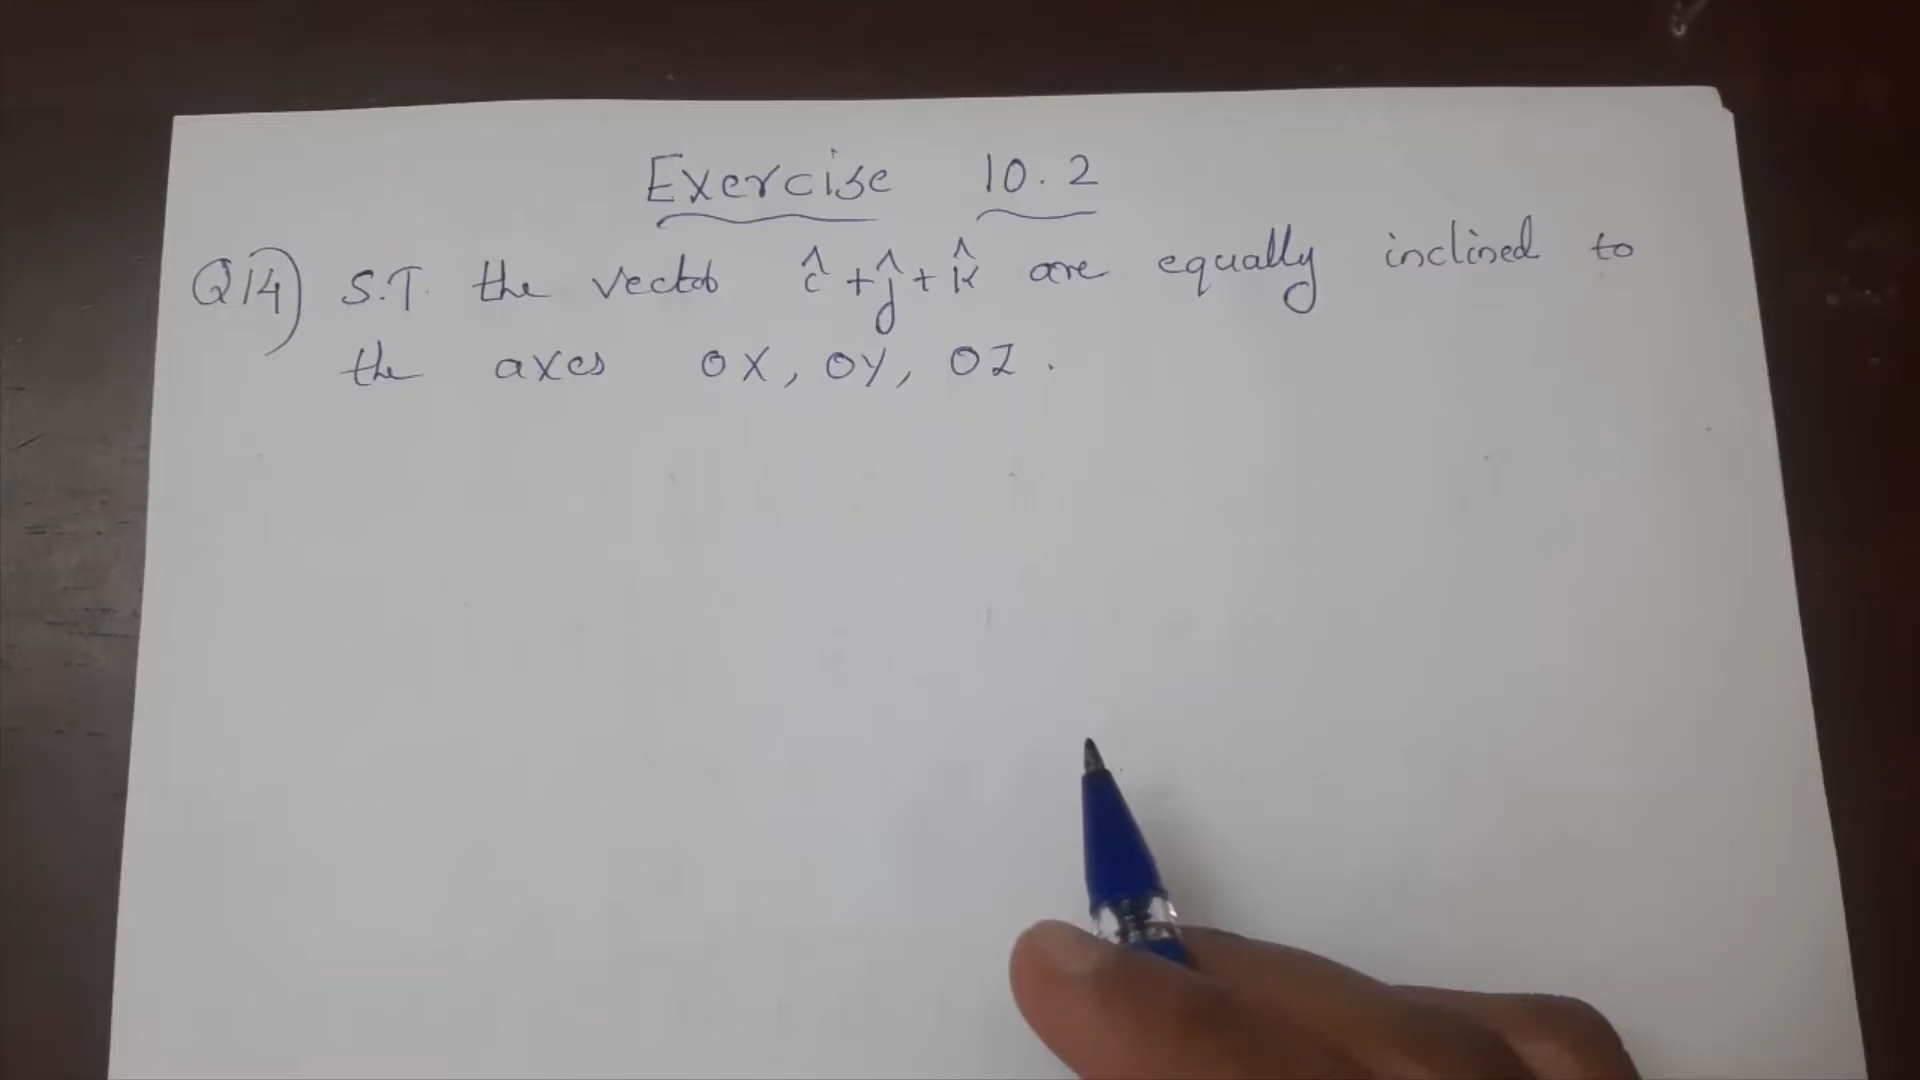 Exercise 10.2
Q14) S.T. the vector î + ĵ + k̂ are equally inclined to
the axes OX, OY, OZ.